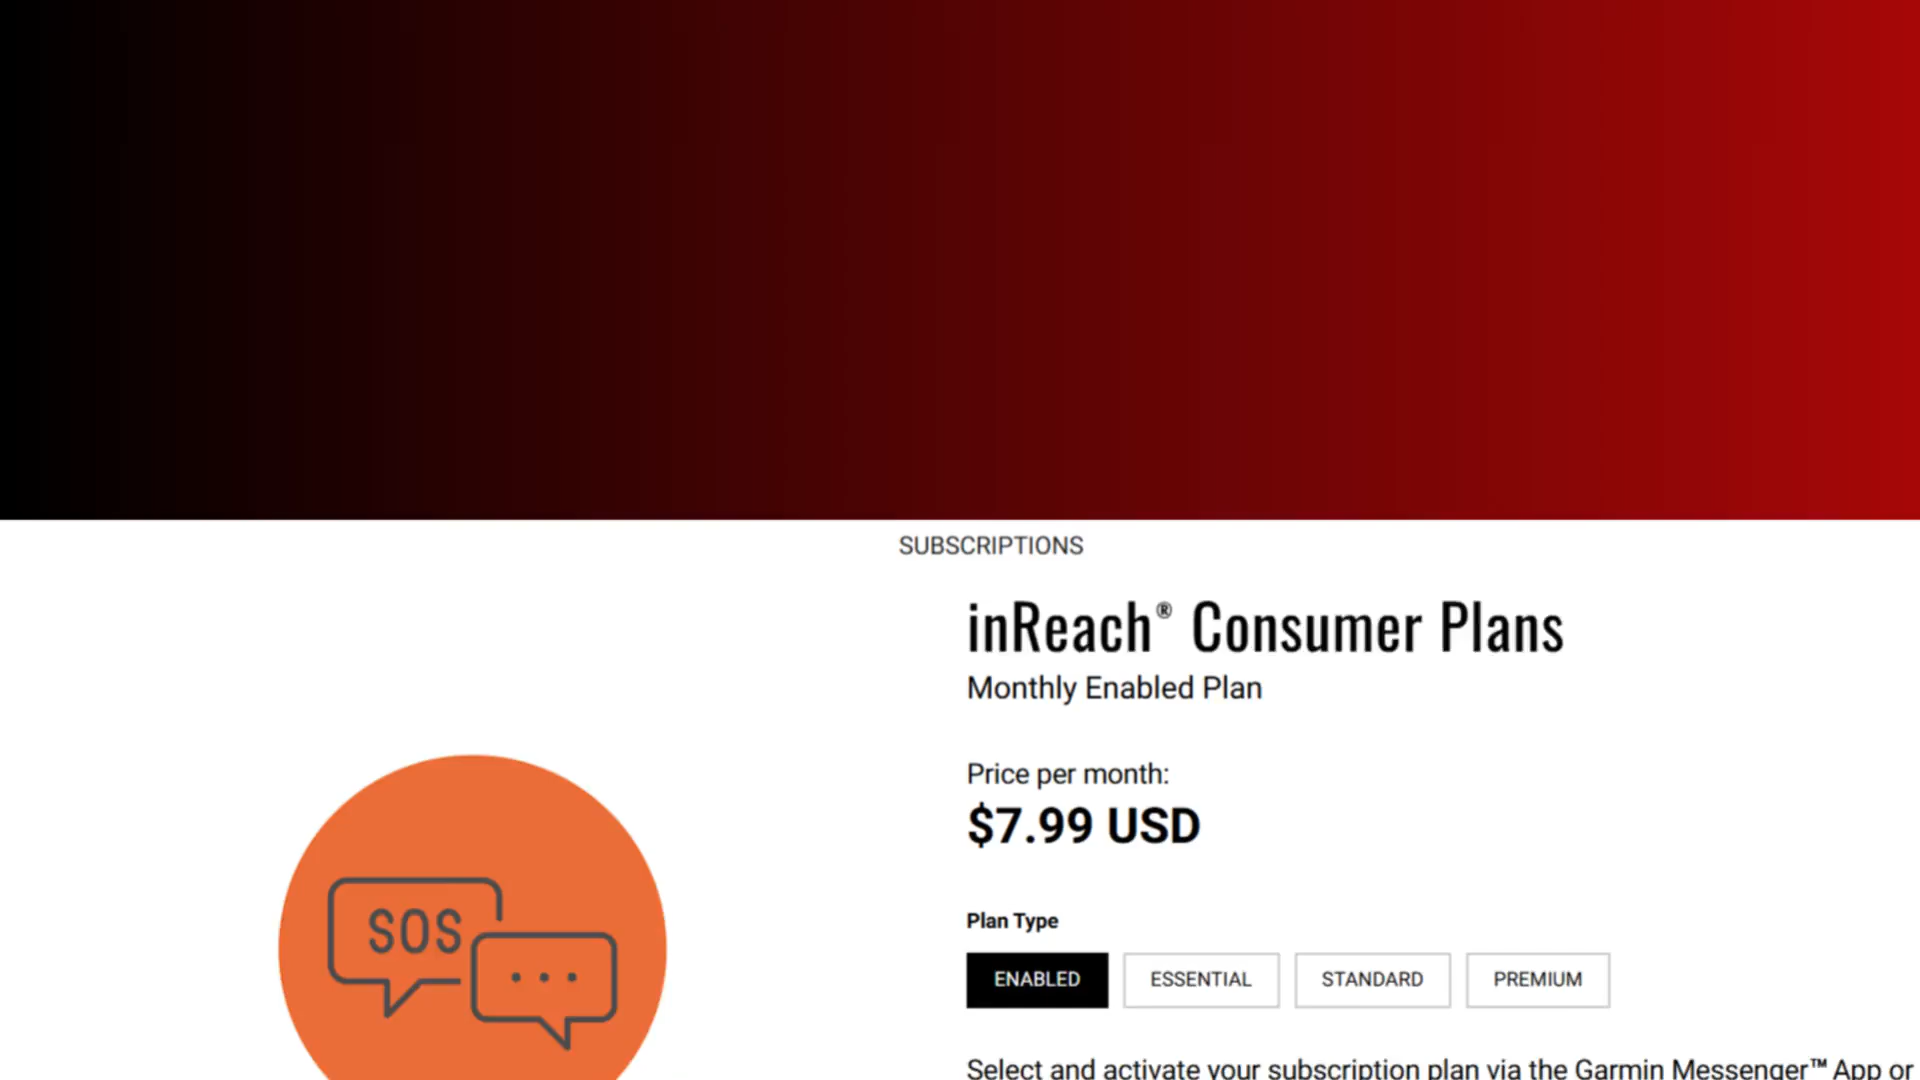 SUBSCRIPTIONS
inReach® Consumer Plans
Monthly Enabled Plan
Price per month:
$7.99 USD
SOS
...
Plan Type
ENABLED
ESSENTIAL
STANDARD
PREMIUM
Select and activate your subscription plan via the Garmin Messenger™ App or